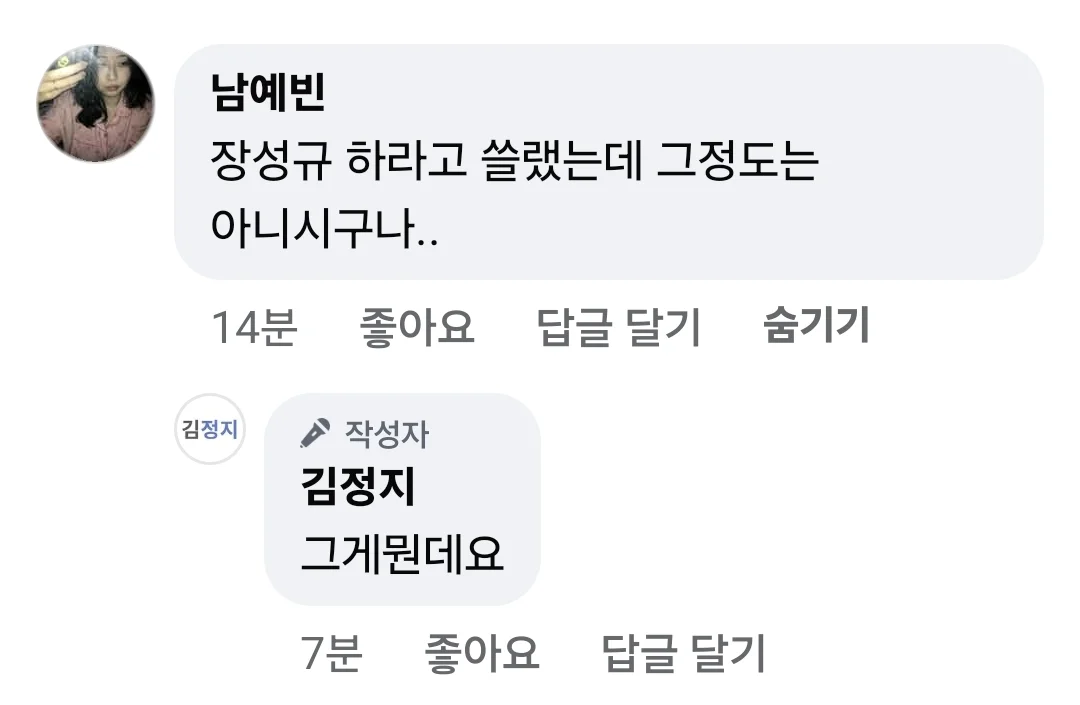 남예빈
장성규 하라고 쓸랬는데 그정도는
아니시구나..
14분 좋아요 답글 달기 숨기기
김정지
작성자
김정지
그게뭔데요
7분 좋아요 답글 달기